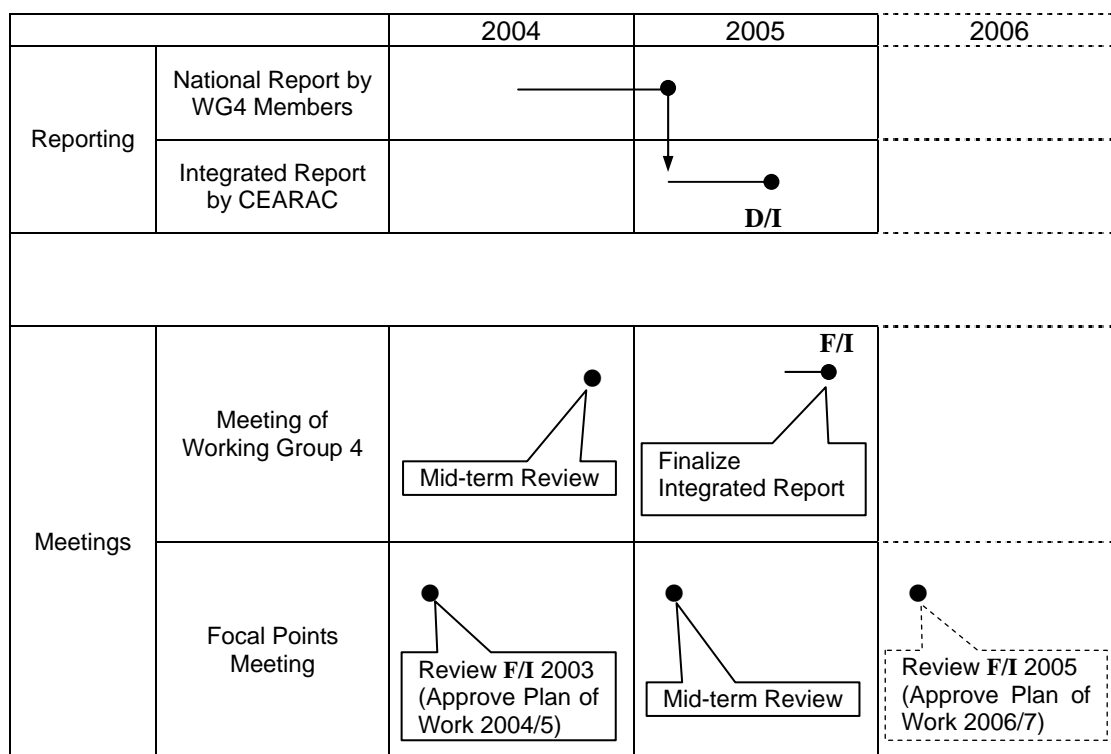 2004 2005 2006
Reporting
National Report by
WG4 Members
Integrated Report
by CEARAC
D/I
Meetings
Meeting of
Working Group 4
Mid-term Review
F/I
Finalize
Integrated Report
Focal Points
Meeting
Review F/I 2003
(Approve Plan of
Work 2004/5)
Mid-term Review
Review F/I 2005
(Approve Plan of
Work 2006/7)